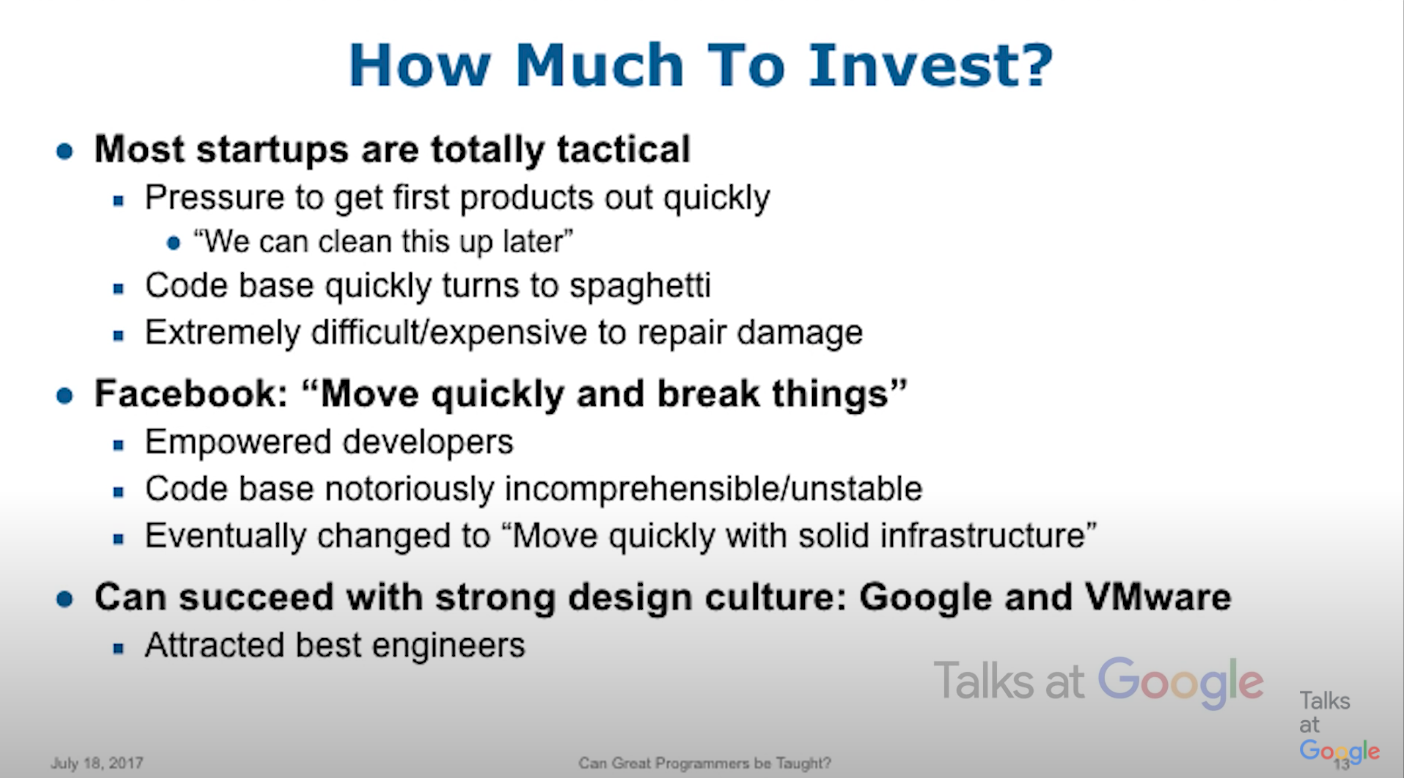 How Much To Invest?
● Most startups are totally tactical
▪ Pressure to get first products out quickly
● “We can clean this up later”
▪ Code base quickly turns to spaghetti
▪ Extremely difficult/expensive to repair damage
● Facebook: “Move quickly and break things”
▪ Empowered developers
▪ Code base notoriously incomprehensible/unstable
▪ Eventually changed to “Move quickly with solid infrastructure”
● Can succeed with strong design culture: Google and VMware
▪ Attracted best engineers
Talks at Google
Talks
at
Google
July 18, 2017
Can Great Programmers be Taught?
13